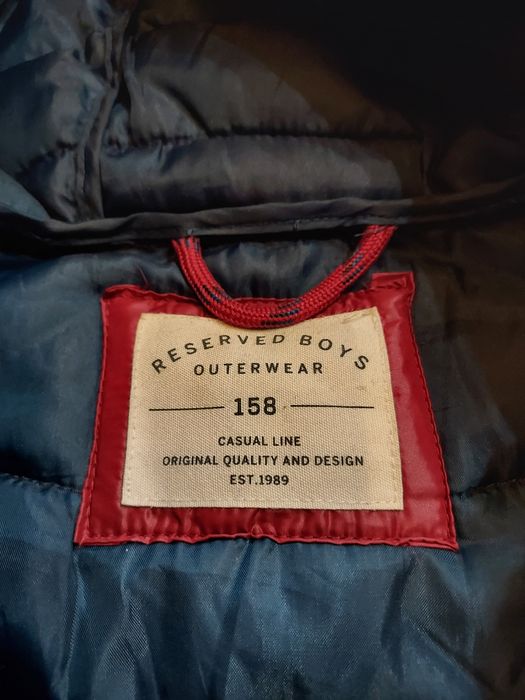 RESERVED BOYS
OUTERWEAR
158
CASUAL LINE
ORIGINAL QUALITY AND DESIGN
EST.1989